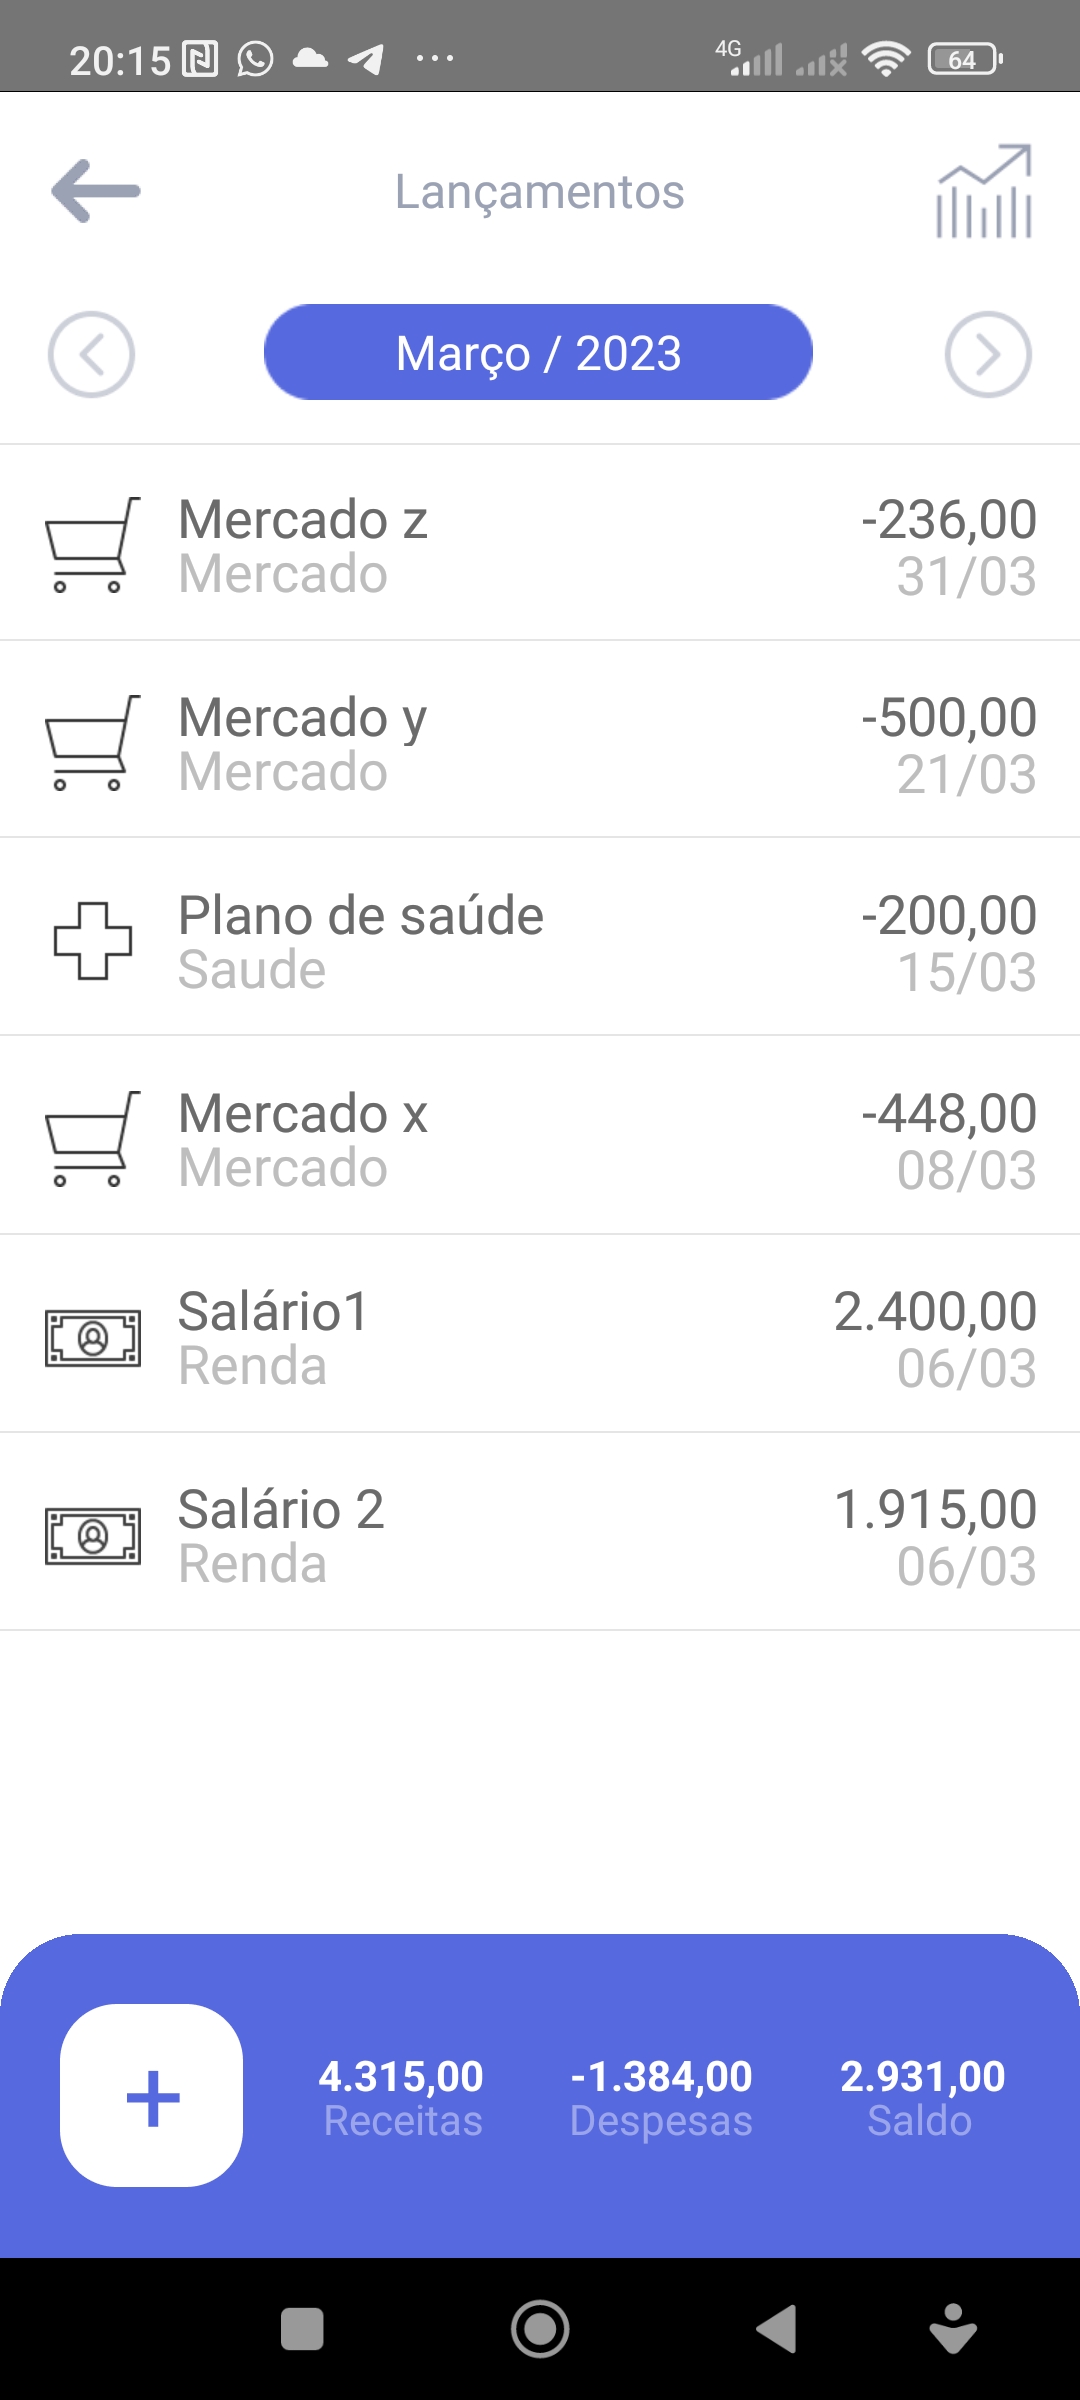 20:15
4G
64
Lançamentos
Março / 2023
Mercado z
-236,00
Mercado
31/03
Mercado y
-500,00
Mercado
21/03
Plano de saúde
-200,00
Saude
15/03
Mercado x
-448,00
Mercado
08/03
Salário1
2.400,00
Renda
06/03
Salário 2
1.915,00
Renda
06/03
4.315,00 -1.384,00 2.931,00
Receitas Despesas Saldo